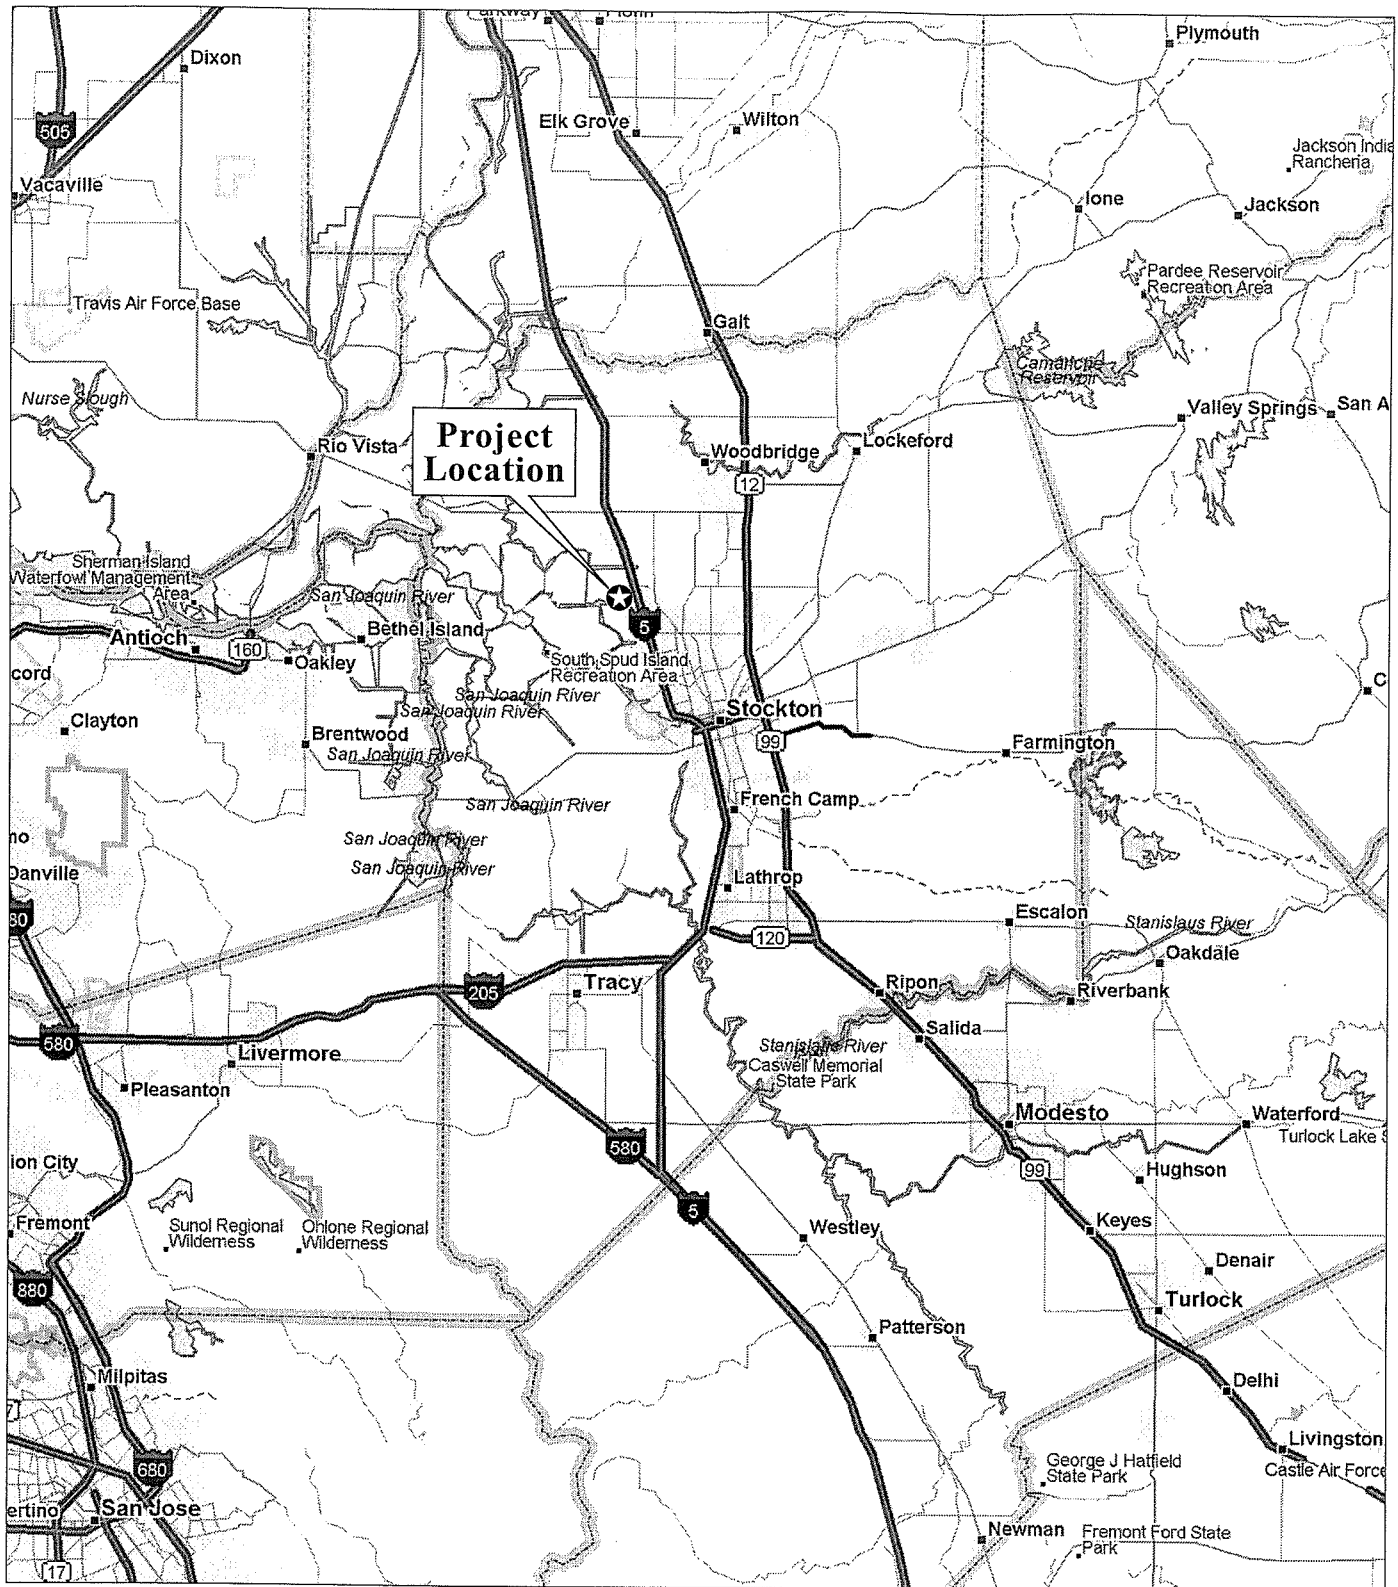 Parkway
Florin
Plymouth
Dixon
505
Elk Grove
Wilton
Jackson India
Rancheria
Vacaville
Ione
Jackson
Pardee Reservoir
Recreation Area
Travis Air Force Base
Galt
Camanche
Reservoir
Nurse Slough
Valley Springs
San A
Project
Location
Rio Vista
Woodbridge
Lockeford
12
Sherman Island
Waterfowl Management
Area
San Joaquin River
5
Antioch
160
Bethel Island
Oakley
South Spud Island
Recreation Area
cord
San Joaquin River
San Joaquin River
C
Clayton
Stockton
Brentwood
99
Farmington
San Joaquin River
San Joaquin River
French Camp
San Joaquin River
no
Danville
San Joaquin River
Lathrop
80
Escalon
Stanislaus River
120
Oakdale
205
Tracy
Ripon
Riverbank
580
Salida
Livermore
Stanislaus River
Caswell Memorial
State Park
Pleasanton
Modesto
Waterford
Turlock Lake S
580
ion City
99
Hughson
5
Fremont
Sunol Regional
Wilderness
Ohlone Regional
Wilderness
Westley
Keyes
Denair
880
Turlock
Patterson
Milpitas
Delhi
Livingston
680
George J Hatfield
State Park
Castle Air Force
ertino
San Jose
Newman
Fremont Ford State
Park
17